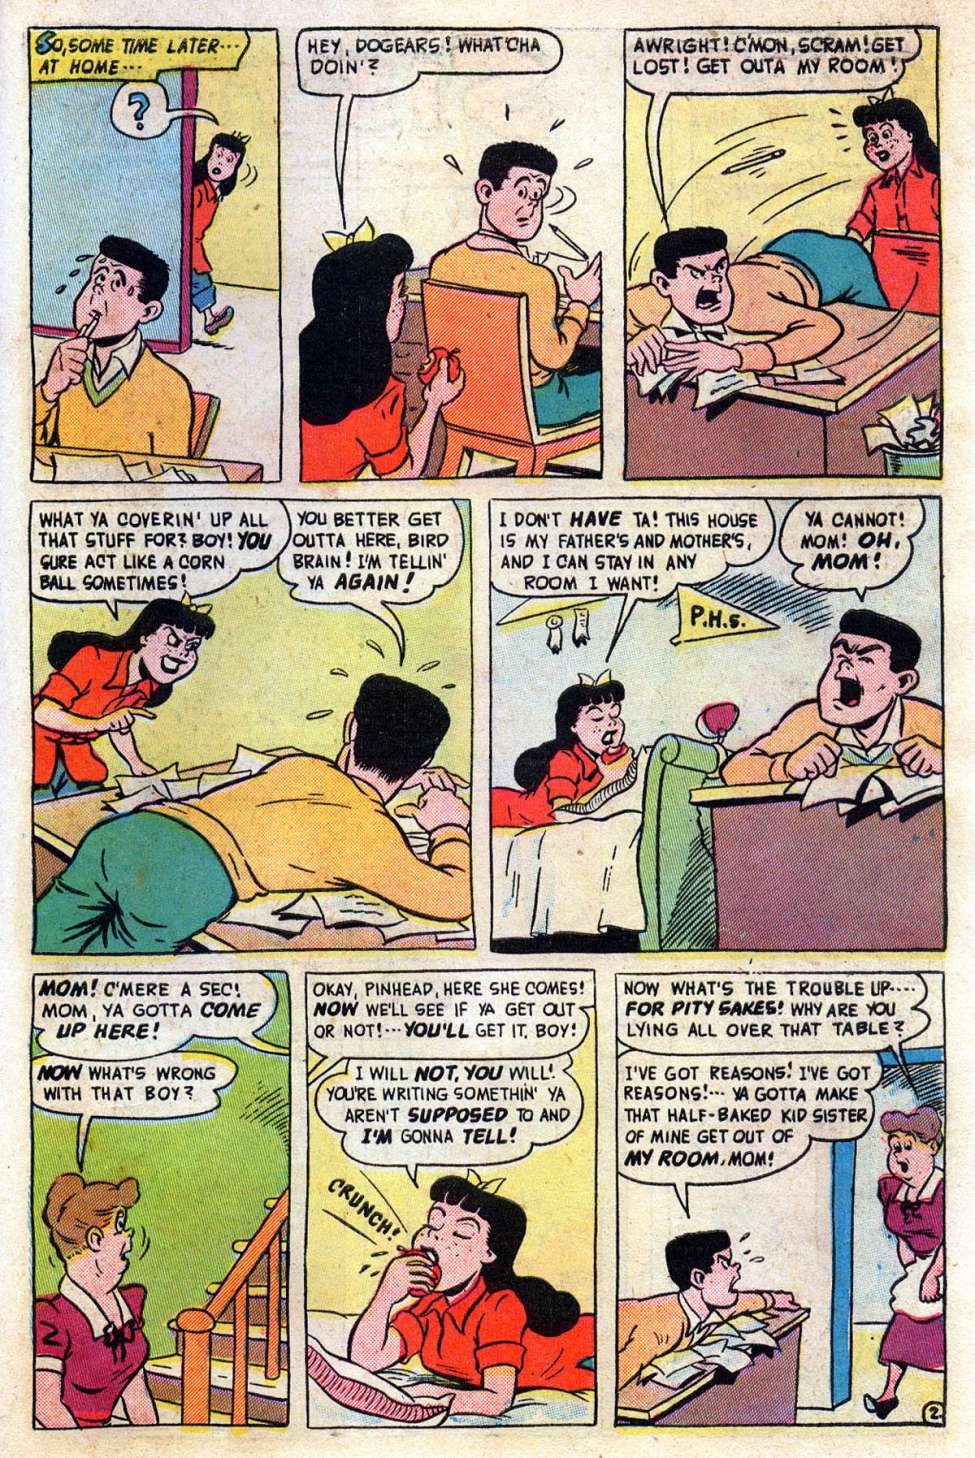 SO, SOME TIME LATER...
AT HOME...
?
HEY, DOGEARS! WHAT'CHA
DOIN'?
AWRIGHT! C'MON, SCRAM! GET
LOST! GET OUTA MY ROOM!
WHAT YA COVERIN' UP ALL
THAT STUFF FOR? BOY! YOU
SURE ACT LIKE A CORN
BALL SOMETIMES!
YOU BETTER GET
OUTTA HERE, BIRD
BRAIN! I'M TELLIN'
YA AGAIN!
I DON'T HAVE TA! THIS HOUSE
IS MY FATHER'S AND MOTHER'S,
AND I CAN STAY IN ANY
ROOM I WANT!
YA CANNOT!
MOM! OH,
MOM!
P.H.S.
MOM! C'MERE A SEC!
MOM, YA GOTTA COME
UP HERE!
NOW WHAT'S WRONG
WITH THAT BOY?
OKAY, PINHEAD, HERE SHE COMES!
NOW WE'LL SEE IF YA GET OUT
OR NOT!... YOU'LL GET IT, BOY!
I WILL NOT, YOU WILL!
YOU'RE WRITING SOMETHIN' YA
AREN'T SUPPOSED TO AND
I'M GONNA TELL!
CRUNCH!
NOW WHAT'S THE TROUBLE UP....
FOR PITY SAKES! WHY ARE YOU
LYING ALL OVER THAT TABLE?
I'VE GOT REASONS! I'VE GOT
REASONS!... YA GOTTA MAKE
THAT HALF-BAKED KID SISTER
OF MINE GET OUT OF
MY ROOM, MOM!
2